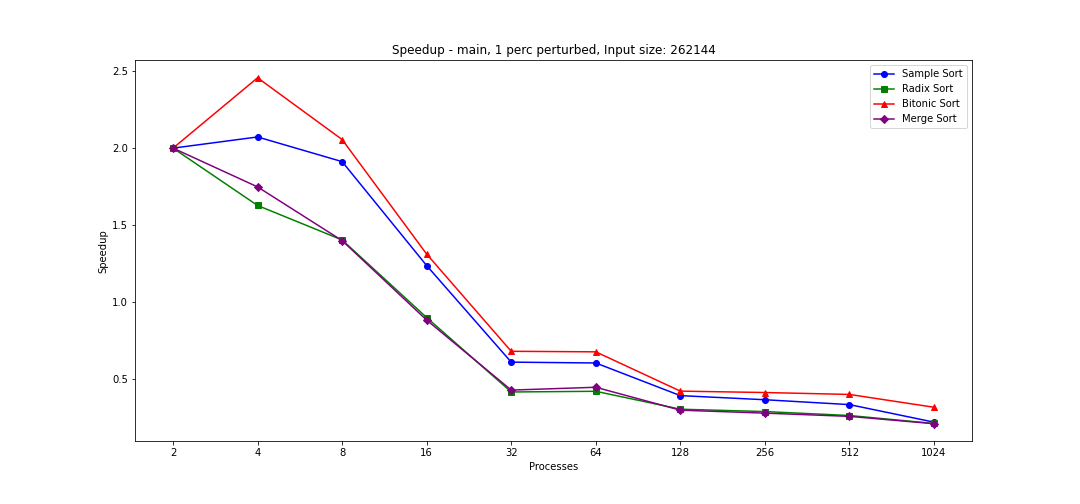 Speedup - main, 1 perc perturbed, Input size: 262144
Sample Sort
Radix Sort
Bitonic Sort
Merge Sort
Speedup
2.5
2.0
1.5
1.0
0.5
2 4 8 16 32 64 128 256 512 1024
Processes